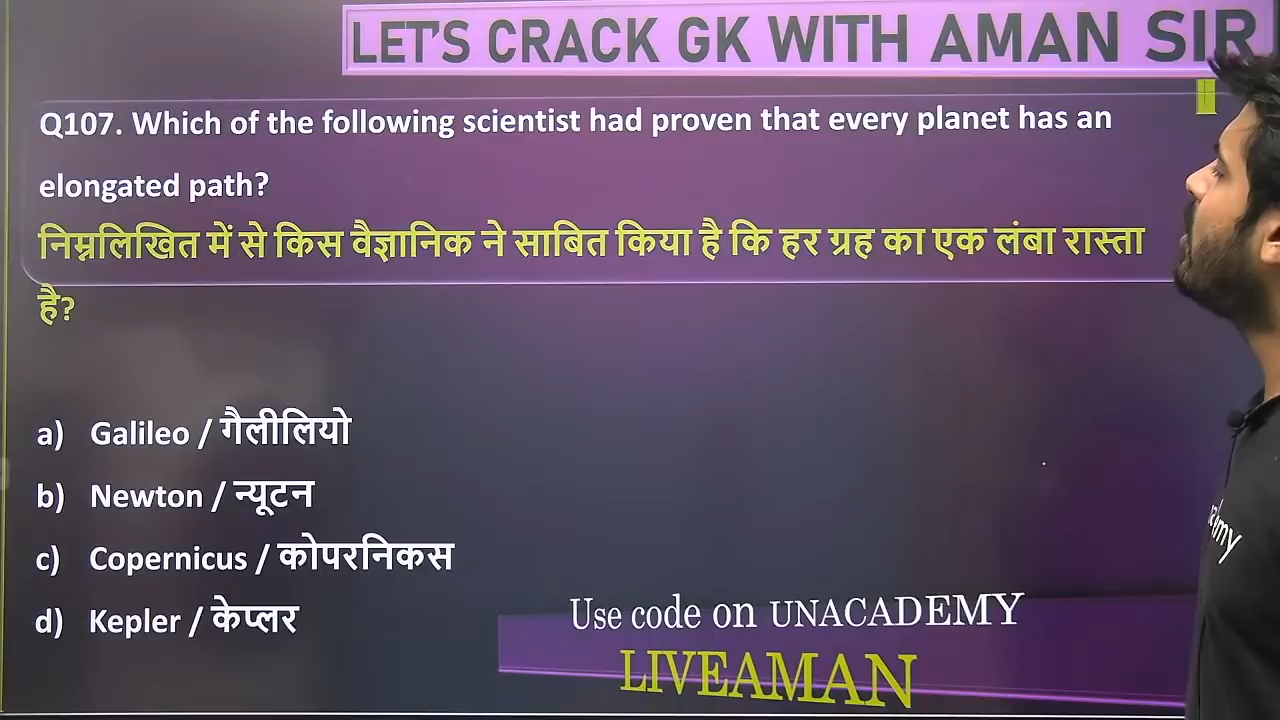 LET'S CRACK GK WITH AMAN SIR
Q107. Which of the following scientist had proven that every planet has an
elongated path?
निम्नलिखित में से किस वैज्ञानिक ने साबित किया है कि हर ग्रह का एक लंबा रास्ता
है?
a) Galileo / गैलीलियो
b) Newton / न्यूटन
c) Copernicus / कोपरनिकस
d) Kepler / केप्लर
Use code on UNACADEMY
LIVEAMAN